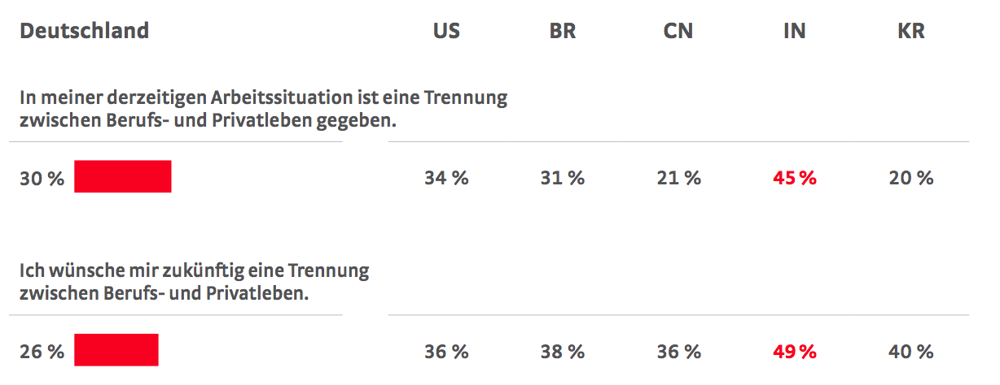 Deutschland US BR CN IN KR
In meiner derzeitigen Arbeitssituation ist eine Trennung
zwischen Berufs- und Privatleben gegeben.
30 % 34 % 31 % 21 % 45 % 20 %
Ich wünsche mir zukünftig eine Trennung
zwischen Berufs- und Privatleben.
26 % 36 % 38 % 36 % 49 % 40 %